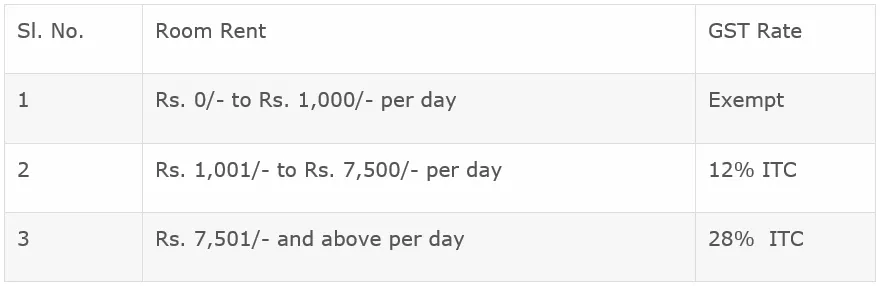 Sl. No. Room Rent GST Rate
1 Rs. 0/- to Rs. 1,000/- per day Exempt
2 Rs. 1,001/- to Rs. 7,500/- per day 12% ITC
3 Rs. 7,501/- and above per day 28% ITC